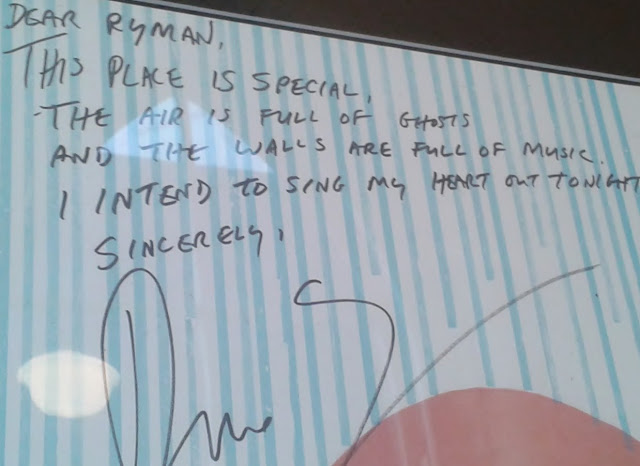 DEAR RYMAN,
THIS PLACE IS SPECIAL,
THE AIR IS FULL OF GHOSTS
AND THE WALLS ARE FULL OF MUSIC.
I INTEND TO SING MY HEART OUT TONIGHT
SINCERELY,